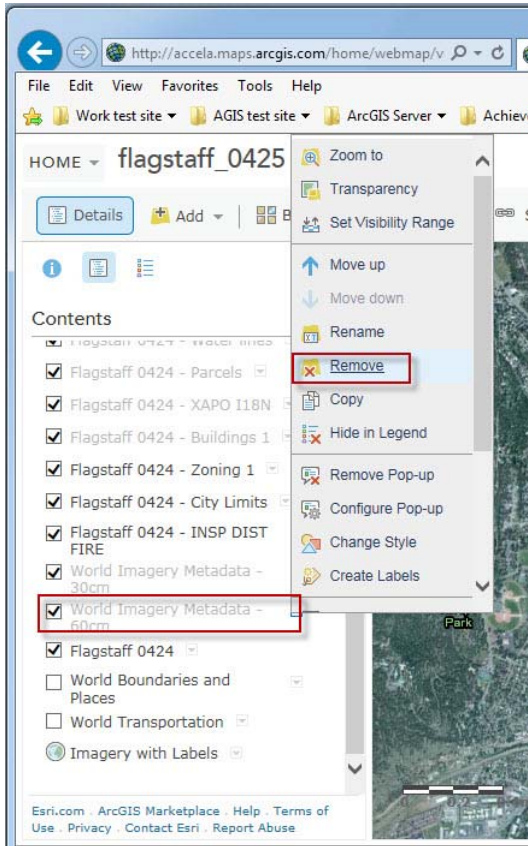 http://accela.maps.arcgis.com/home/webmap/v
File Edit View Favorites Tools Help
Work test site AGIS test site ArcGIS Server Achiev
HOME flagstaff_0425
Details Add B
Contents
Flagstaff 0424 - Water lines
Flagstaff 0424 - Parcels
Flagstaff 0424 - XAPO I18N
Flagstaff 0424 - Buildings 1
Flagstaff 0424 - Zoning 1
Flagstaff 0424 - City Limits
Flagstaff 0424 - INSP DIST
FIRE
World Imagery Metadata -
30cm
World Imagery Metadata -
60cm
Flagstaff 0424
World Boundaries and
Places
World Transportation
Imagery with Labels
Esri.com . ArcGIS Marketplace . Help . Terms of
Use . Privacy . Contact Esri . Report Abuse
Zoom to
Transparency
Set Visibility Range
Move up
Move down
Rename
Remove
Copy
Hide in Legend
Remove Pop-up
Configure Pop-up
Change Style
Create Labels
Park